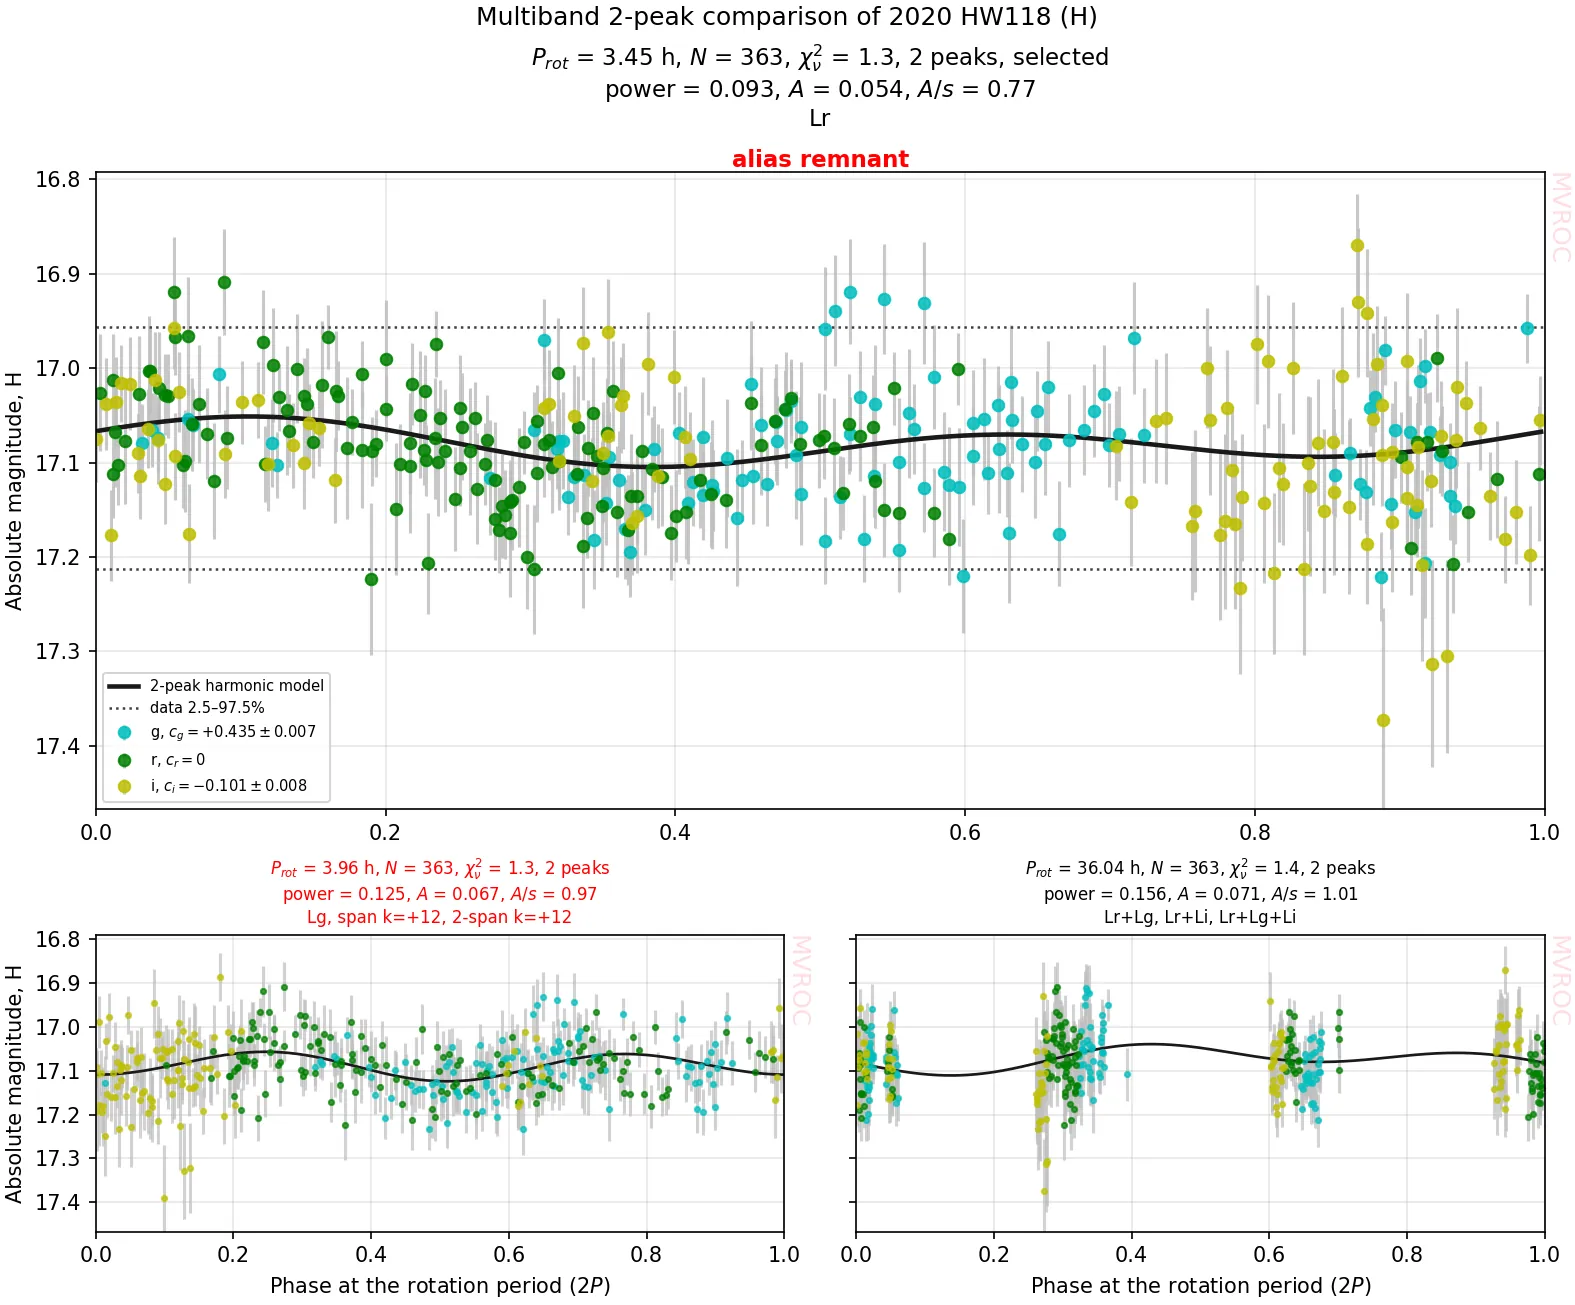 Multiband 2-peak comparison of 2020 HW118 (H)
P_rot = 3.45 h, N = 363, χ²_ν = 1.3, 2 peaks, selected
power = 0.093, A = 0.054, A/s = 0.77
Lr
alias remnant
MVROC
Absolute magnitude, H
16.8
16.9
17.0
17.1
17.2
17.3
17.4
2-peak harmonic model
data 2.5–97.5%
g, c_g = +0.435 ± 0.007
r, c_r = 0
i, c_i = −0.101 ± 0.008
0.0 0.2 0.4 0.6 0.8 1.0
P_rot = 3.96 h, N = 363, χ²_ν = 1.3, 2 peaks
power = 0.125, A = 0.067, A/s = 0.97
Lg, span k=+12, 2-span k=+12
MVROC
Absolute magnitude, H
16.8
16.9
17.0
17.1
17.2
17.3
17.4
0.0 0.2 0.4 0.6 0.8 1.0
Phase at the rotation period (2P)
P_rot = 36.04 h, N = 363, χ²_ν = 1.4, 2 peaks
power = 0.156, A = 0.071, A/s = 1.01
Lr+Lg, Lr+Li, Lr+Lg+Li
MVROC
0.0 0.2 0.4 0.6 0.8 1.0
Phase at the rotation period (2P)